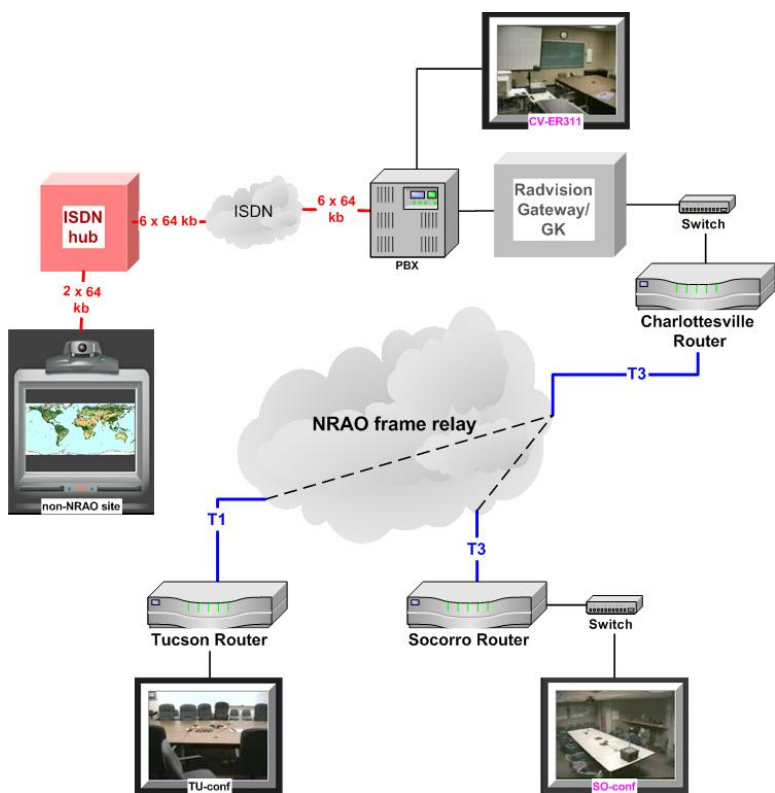 CV-ER311
ISDN
hub
6 x 64 kb
ISDN
6 x 64
kb
PBX
Radvision
Gateway/
GK
Switch
2 x 64
kb
Charlottesville
Router
T3
non-NRAO site
NRAO frame relay
T1
T3
Tucson Router
Socorro Router
Switch
TU-conf
SO-conf